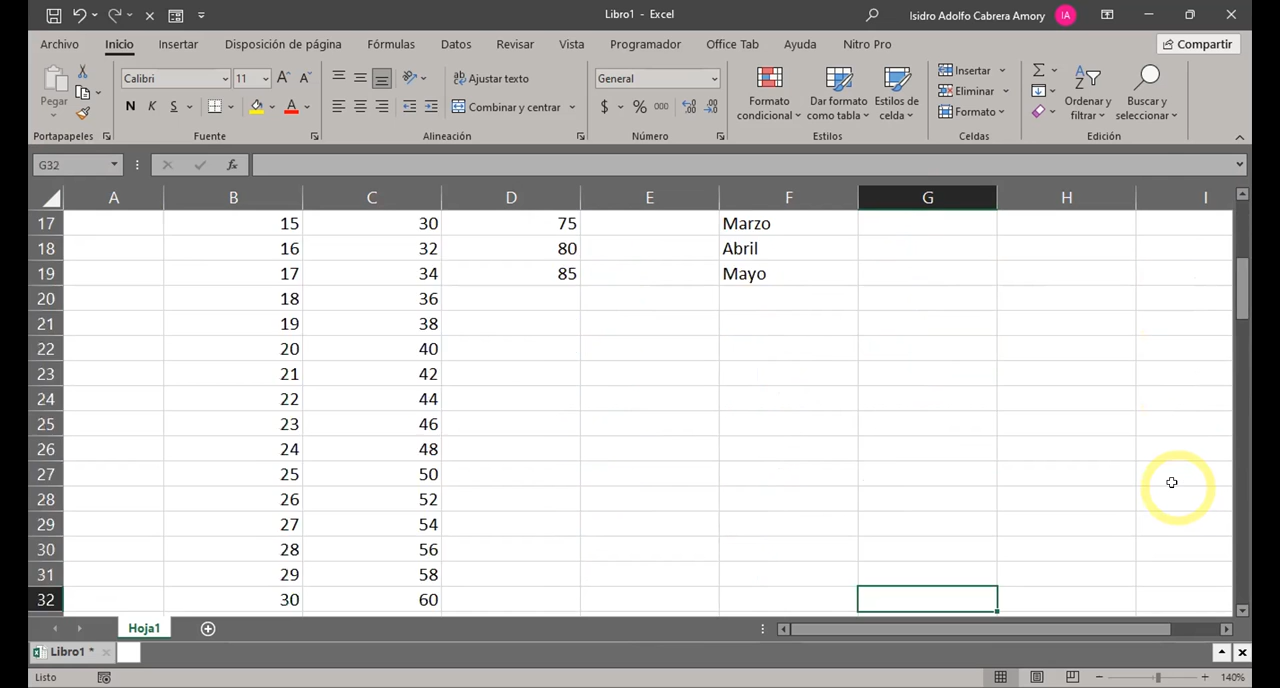 Libro1 - Excel
Isidro Adolfo Cabrera Amory
IA
Archivo Inicio Insertar Disposición de página Fórmulas Datos Revisar Vista Programador Office Tab Ayuda Nitro Pro
Compartir
Pegar
Calibri 11
N K S
Ajustar texto
Combinar y centrar
General
$ % 000
Formato condicional
Dar formato como tabla
Estilos de celda
Insertar
Eliminar
Formato
Ordenar y filtrar
Buscar y seleccionar
Portapapeles Fuente Alineación Número Estilos Celdas Edición
G32 fx
A B C D E F G H I
17 15 30 75 Marzo
18 16 32 80 Abril
19 17 34 85 Mayo
20 18 36
21 19 38
22 20 40
23 21 42
24 22 44
25 23 46
26 24 48
27 25 50
28 26 52
29 27 54
30 28 56
31 29 58
32 30 60
Hoja1
Libro1 *
Listo
140%